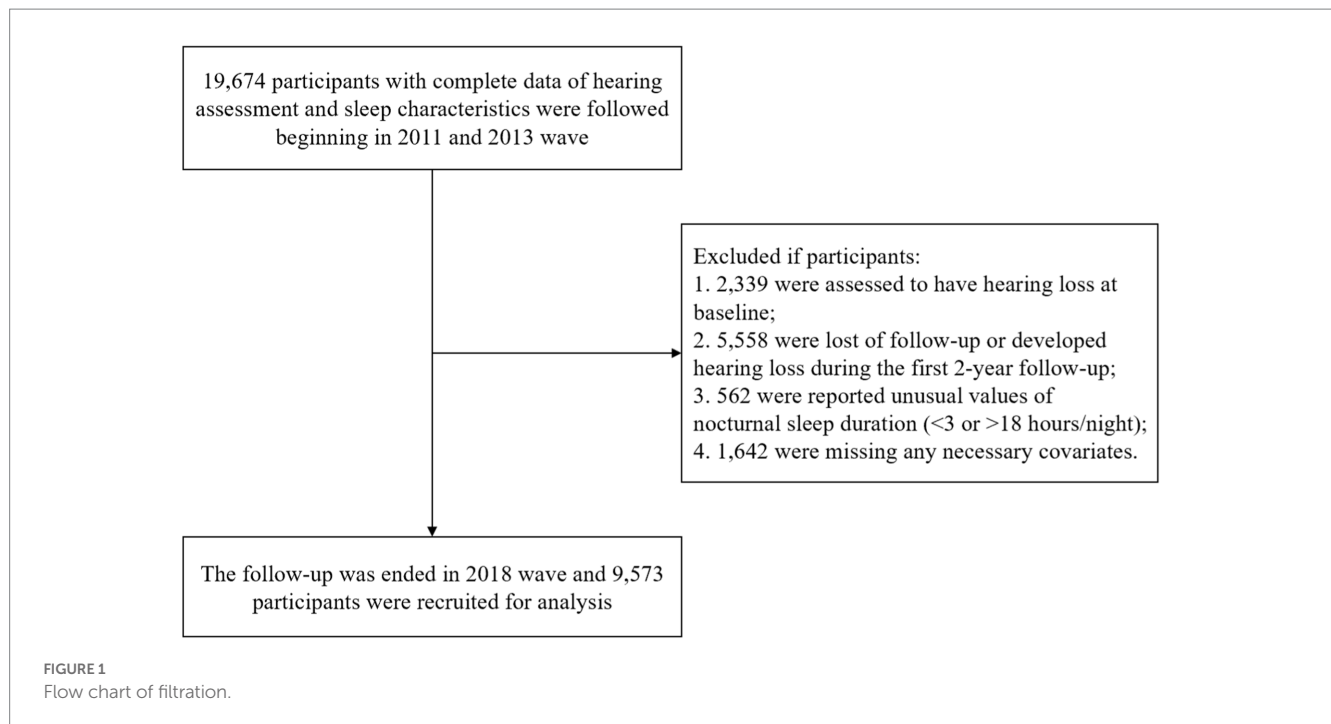 19,674 participants with complete data of hearing
assessment and sleep characteristics were followed
beginning in 2011 and 2013 wave
Excluded if participants:
1. 2,339 were assessed to have hearing loss at
baseline;
2. 5,558 were lost of follow-up or developed
hearing loss during the first 2-year follow-up;
3. 562 were reported unusual values of
nocturnal sleep duration (<3 or >18 hours/night);
4. 1,642 were missing any necessary covariates.
The follow-up was ended in 2018 wave and 9,573
participants were recruited for analysis
FIGURE 1
Flow chart of filtration.